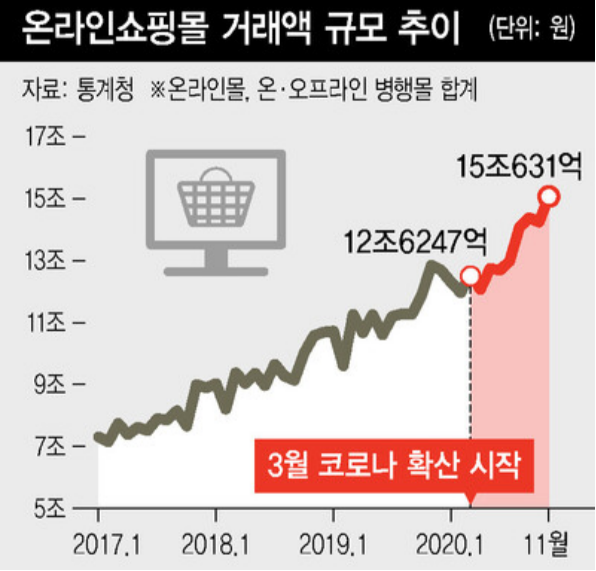 온라인쇼핑몰 거래액 규모 추이 (단위: 원)
자료: 통계청 ※온라인몰, 온·오프라인 병행몰 합계
17조
15조
13조
11조
9조
7조
5조
15조631억
12조6247억
3월 코로나 확산 시작
2017.1 2018.1 2019.1 2020.1 11월